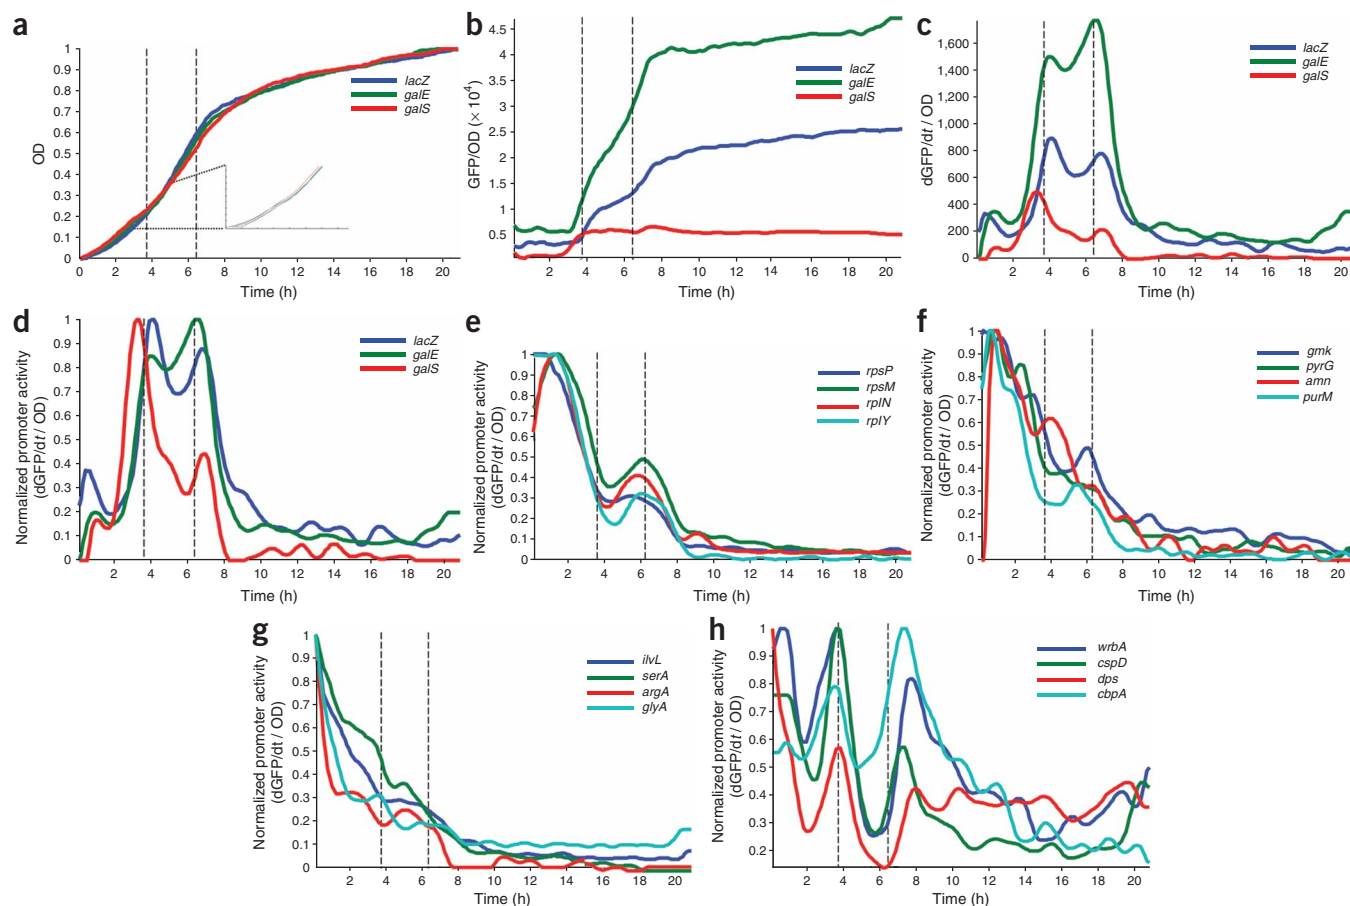 a
OD
1
0.9
0.8
0.7
0.6
0.5
0.4
0.3
0.2
0.1
0
lacZ
galE
galS
0 2 4 6 8 10 12 14 16 18 20
Time (h)
b
GFP/OD (× 10⁴)
4.5
4
3.5
3
2.5
2
1.5
1
0.5
lacZ
galE
galS
2 4 6 8 10 12 14 16 18 20
Time (h)
c
dGFP/dt / OD
1,600
1,400
1,200
1,000
800
600
400
200
0
lacZ
galE
galS
2 4 6 8 10 12 14 16 18 20
Time (h)
d
Normalized promoter activity
(dGFP/dt / OD)
1
0.9
0.8
0.7
0.6
0.5
0.4
0.3
0.2
0.1
0
lacZ
galE
galS
2 4 6 8 10 12 14 16 18 20
Time (h)
e
Normalized promoter activity
(dGFP/dt / OD)
1
0.9
0.8
0.7
0.6
0.5
0.4
0.3
0.2
0.1
0
rpsP
rpsM
rplN
rplY
2 4 6 8 10 12 14 16 18 20
Time (h)
f
Normalized promoter activity
(dGFP/dt / OD)
1
0.9
0.8
0.7
0.6
0.5
0.4
0.3
0.2
0.1
0
gmk
pyrG
amn
purM
2 4 6 8 10 12 14 16 18 20
Time (h)
g
Normalized promoter activity
(dGFP/dt / OD)
1
0.9
0.8
0.7
0.6
0.5
0.4
0.3
0.2
0.1
0
ilvL
serA
argA
glyA
2 4 6 8 10 12 14 16 18 20
Time (h)
h
Normalized promoter activity
(dGFP/dt / OD)
1
0.9
0.8
0.7
0.6
0.5
0.4
0.3
0.2
wrbA
cspD
dps
cbpA
2 4 6 8 10 12 14 16 18 20
Time (h)